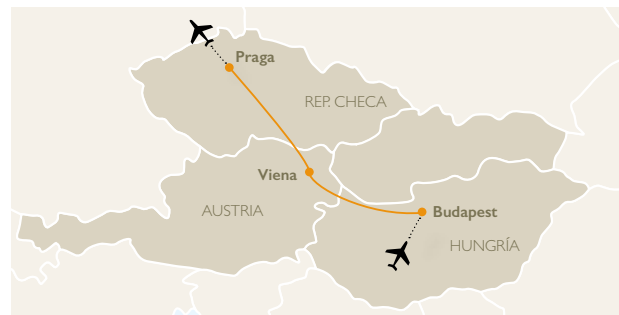 Praga
REP. CHECA
Viena
AUSTRIA
Budapest
HUNGRÍA